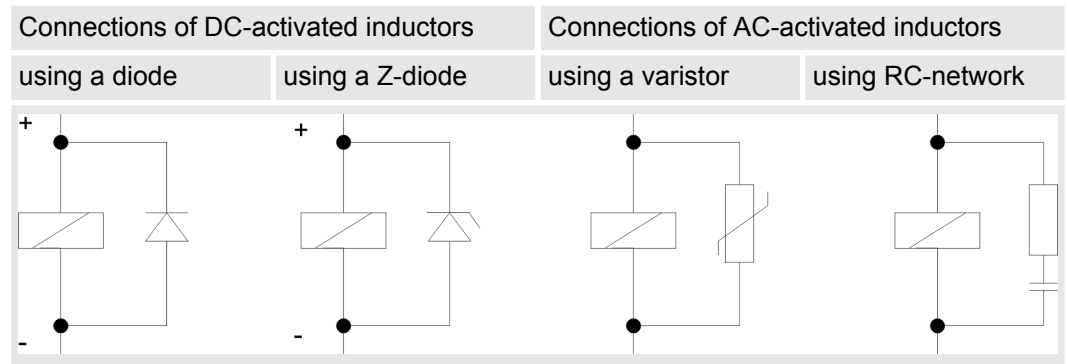 Connections of DC-activated inductors
Connections of AC-activated inductors
using a diode
using a Z-diode
using a varistor
using RC-network
+
+
-
-